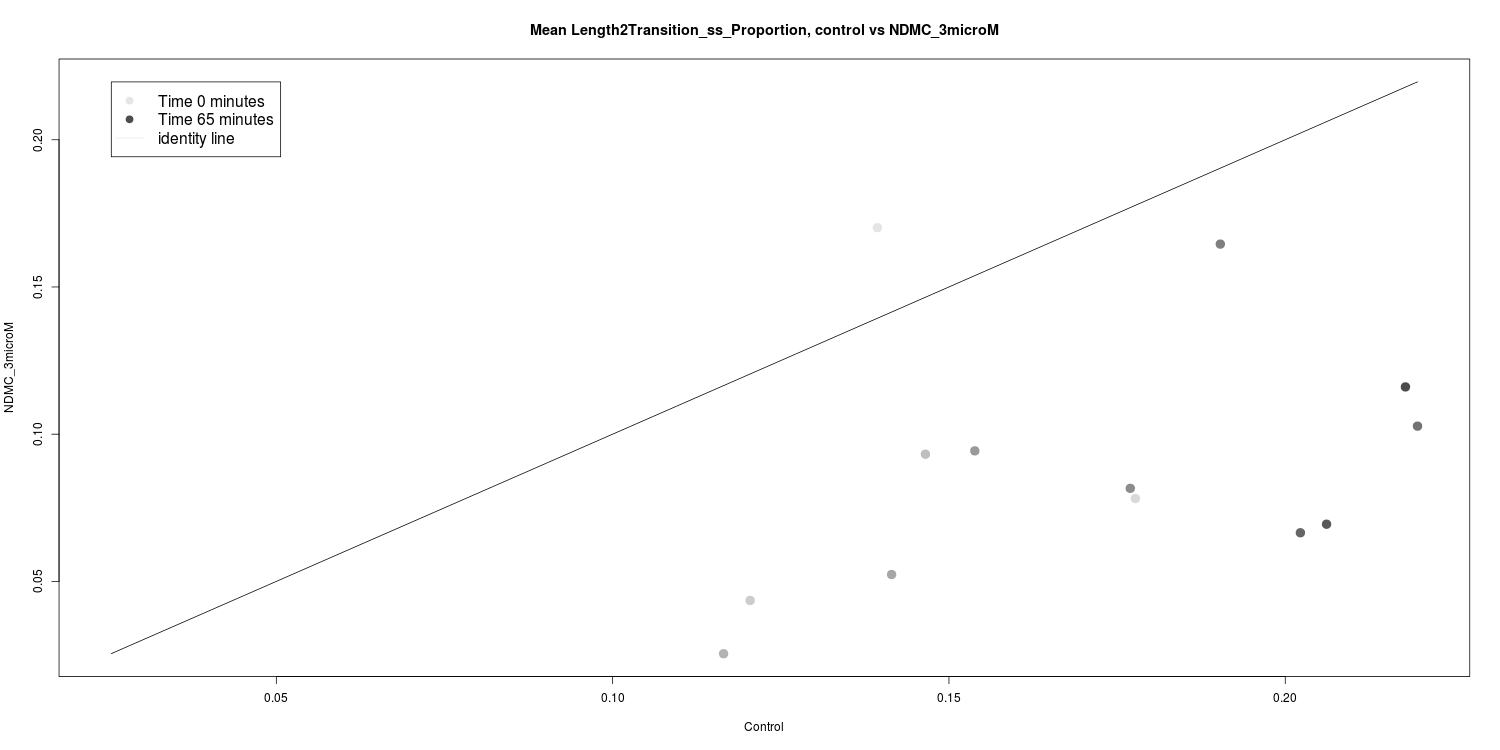 Mean Length2Transition_ss_Proportion, control vs NDMC_3microM
Time 0 minutes
Time 65 minutes
identity line
NDMC_3microM
0.20
0.15
0.10
0.05
0.05
0.10
0.15
0.20
Control